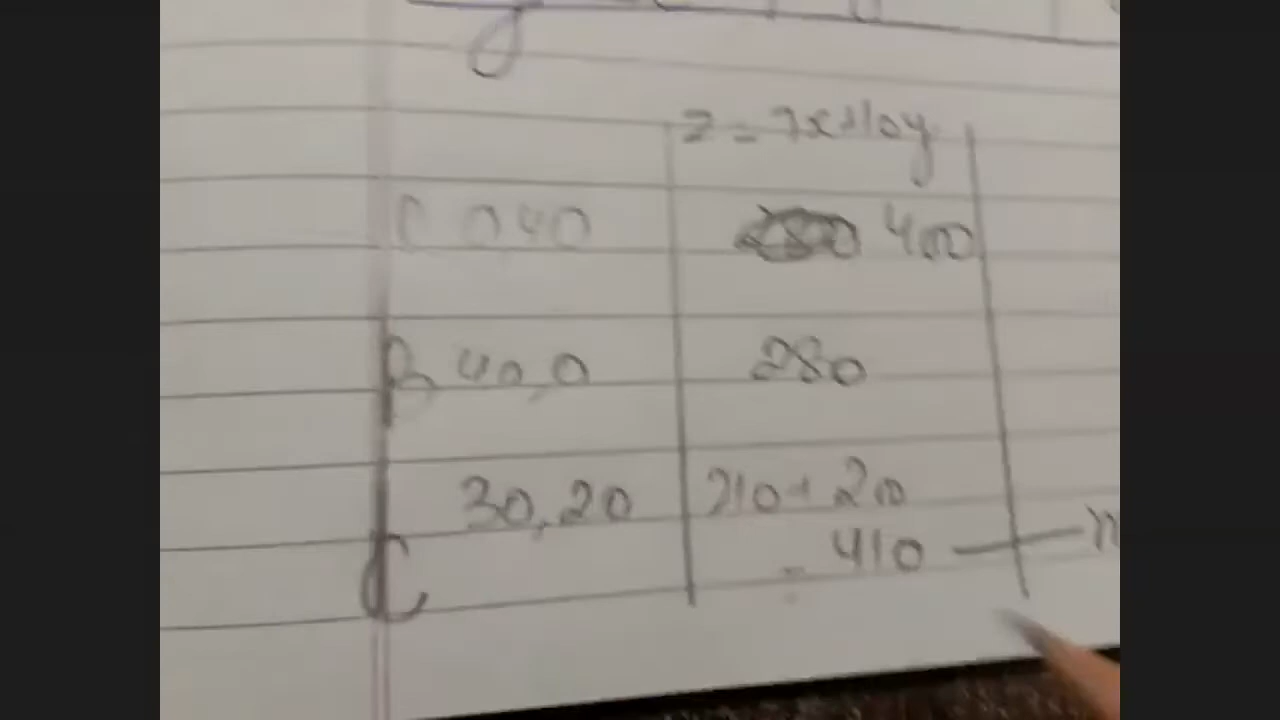 z = 7x+10y
0 40 400
B 40,0 280
30,20 210+200
C = 410